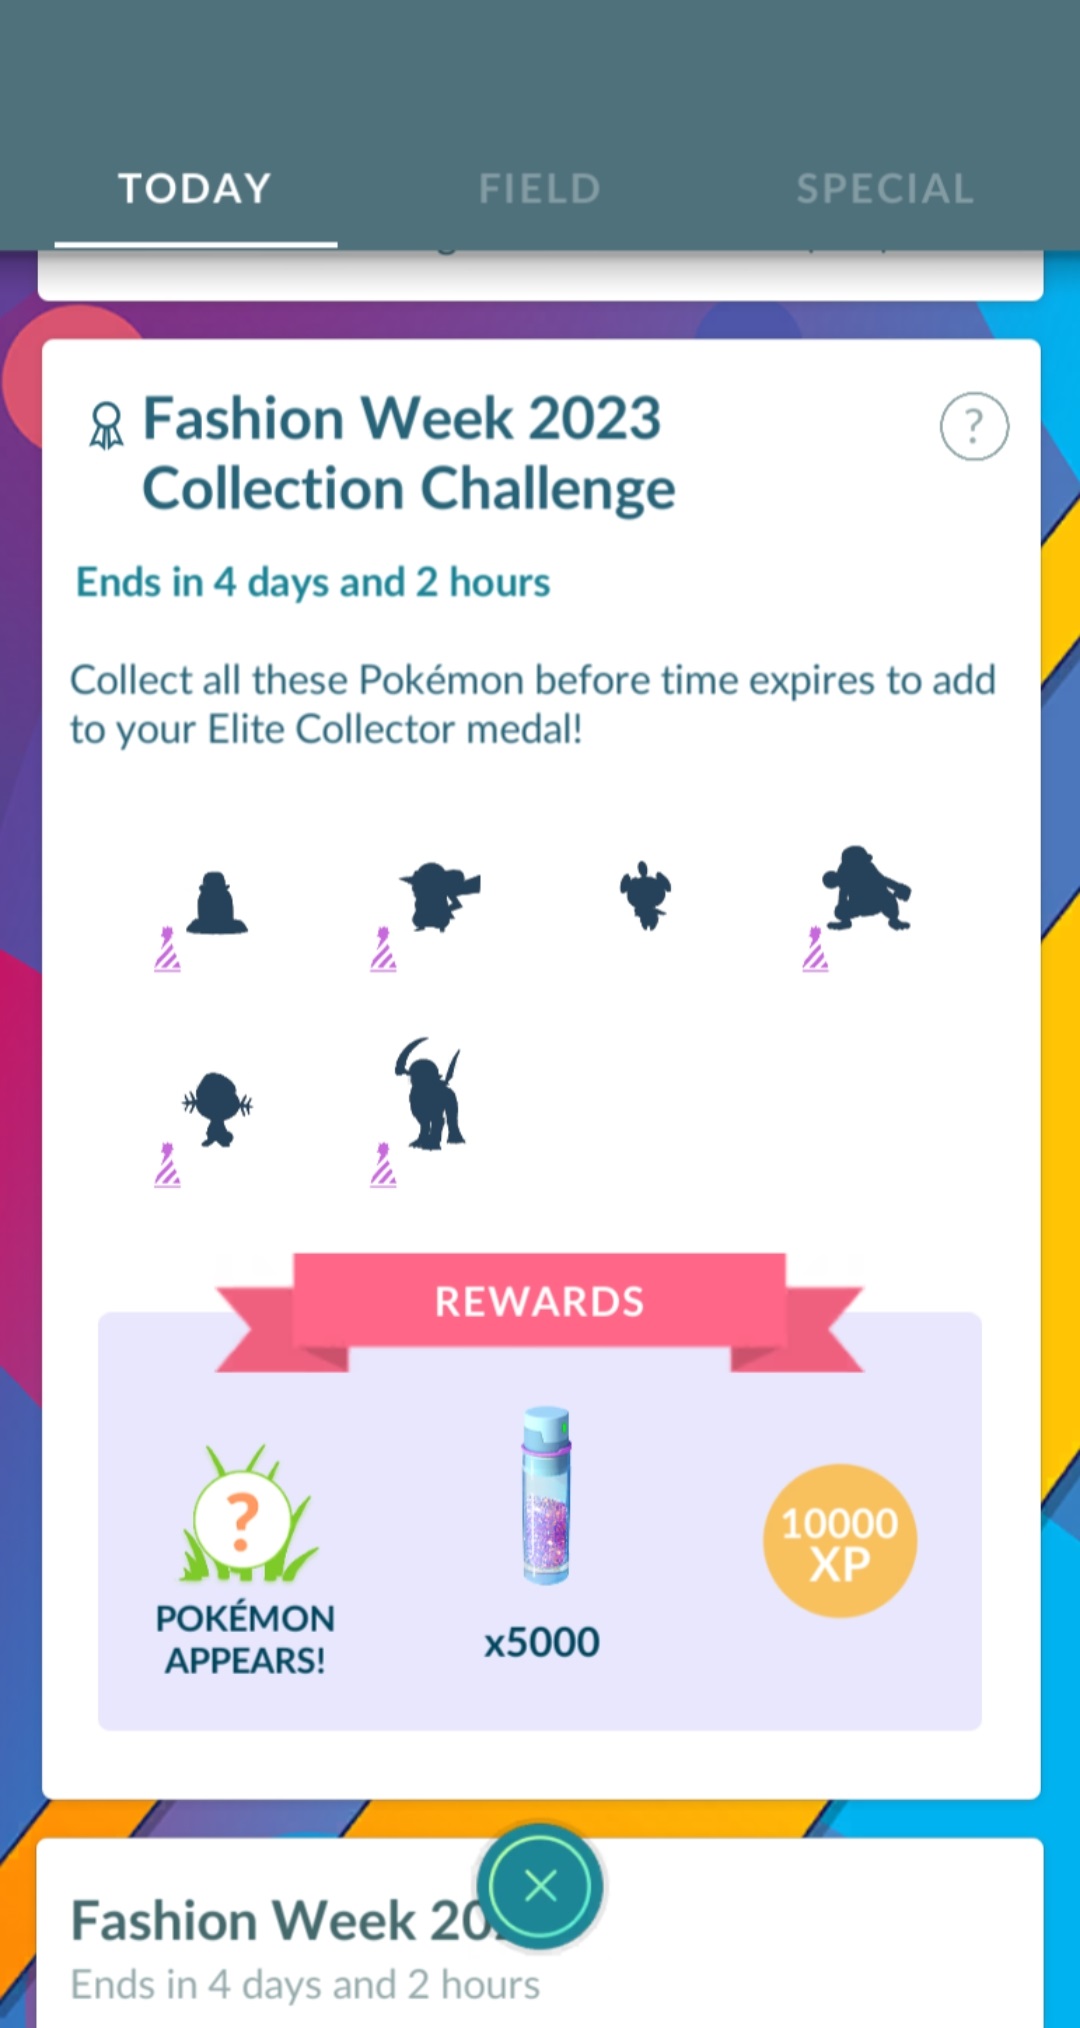 TODAY
FIELD
SPECIAL
Fashion Week 2023
Collection Challenge
?
Ends in 4 days and 2 hours
Collect all these Pokémon before time expires to add
to your Elite Collector medal!
REWARDS
?
POKÉMON
APPEARS!
x5000
10000
XP
Fashion Week
Ends in 4 days and 2 hours